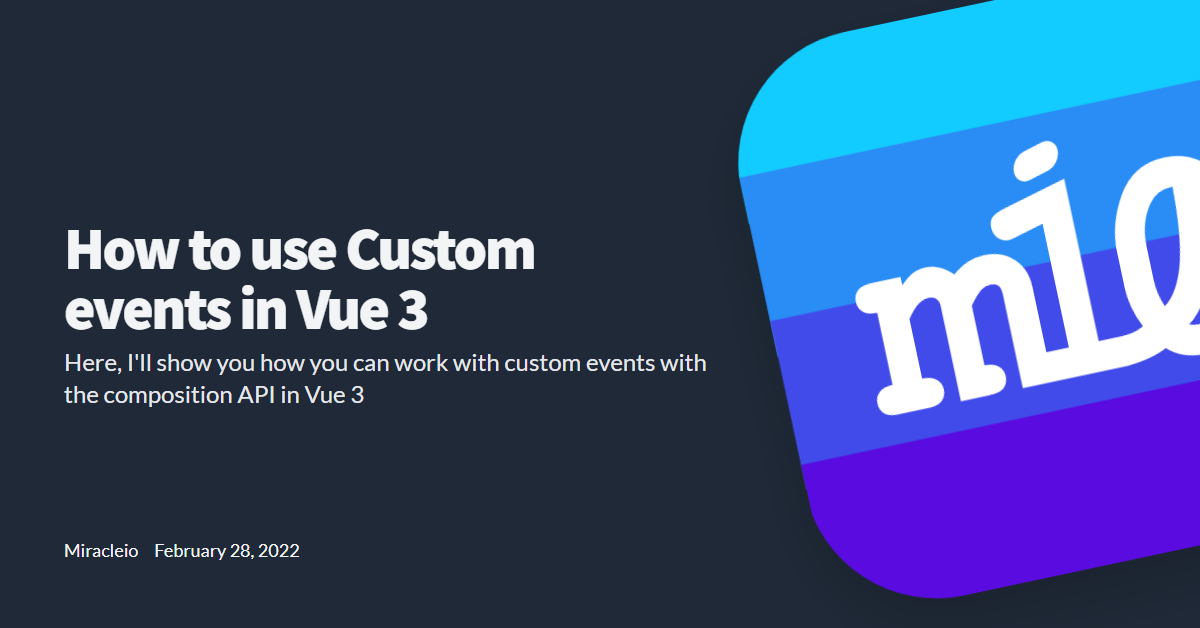 How to use Custom
events in Vue 3
Here, I'll show you how you can work with custom events with
the composition API in Vue 3
Miracleio February 28, 2022